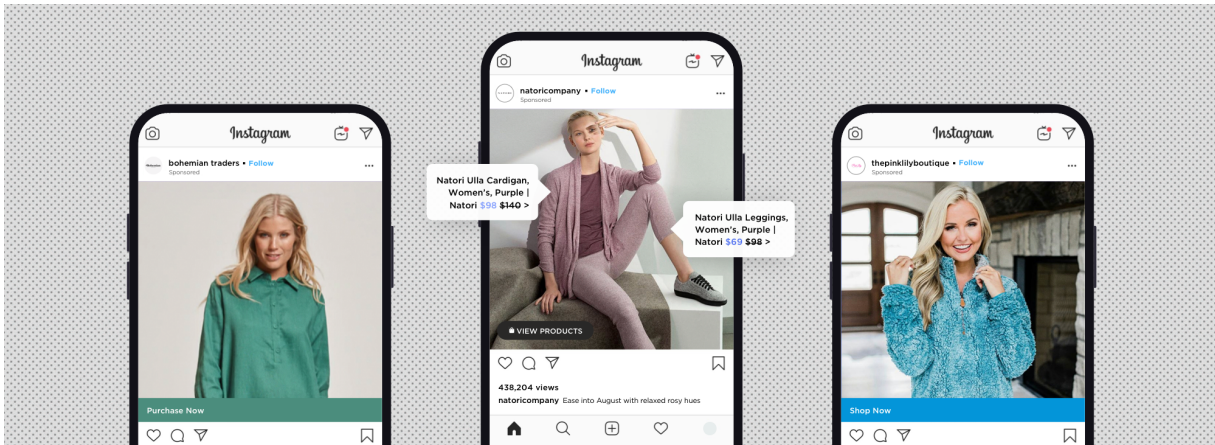 Instagram
bohemian traders • Follow
Sponsored
Purchase Now
Instagram
natoricompany • Follow
Sponsored
Natori Ulla Cardigan,
Women's, Purple |
Natori $98 $140 >
Natori Ulla Leggings,
Women's, Purple |
Natori $69 $98 >
VIEW PRODUCTS
438,204 views
natoricompany Ease into August with relaxed rosy hues
Instagram
thepinklilyboutique • Follow
Sponsored
Shop Now